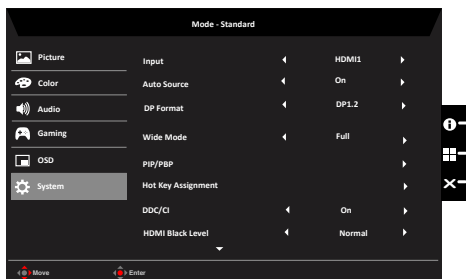 Mode - Standard
Picture
Color
Audio
Gaming
OSD
System
Input HDMI1
Auto Source On
DP Format DP1.2
Wide Mode Full
PIP/PBP
Hot Key Assignment
DDC/CI On
HDMI Black Level Normal
Move Enter